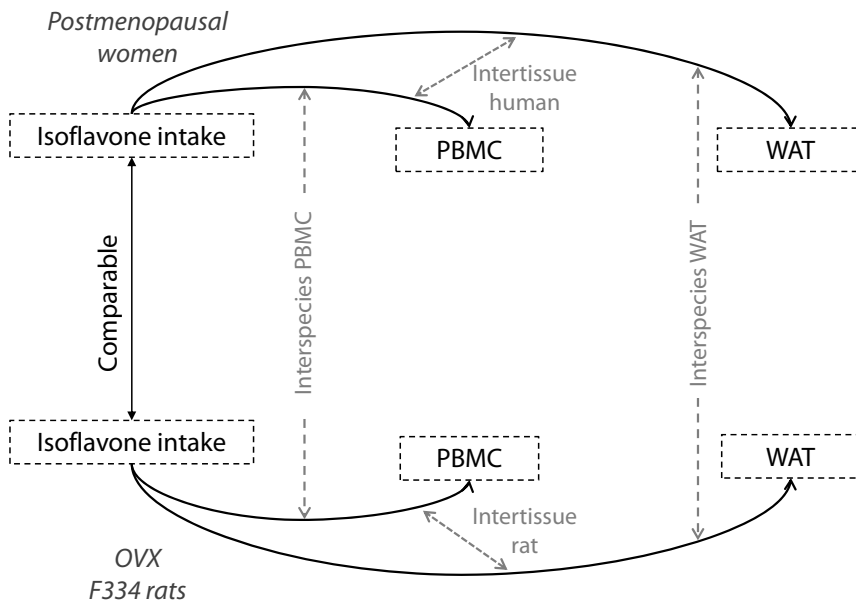 Postmenopausal
women
Intertissue
human
Isoflavone intake
PBMC
WAT
Comparable
Interspecies PBMC
Interspecies WAT
Isoflavone intake
PBMC
WAT
Intertissue
rat
OVX
F334 rats